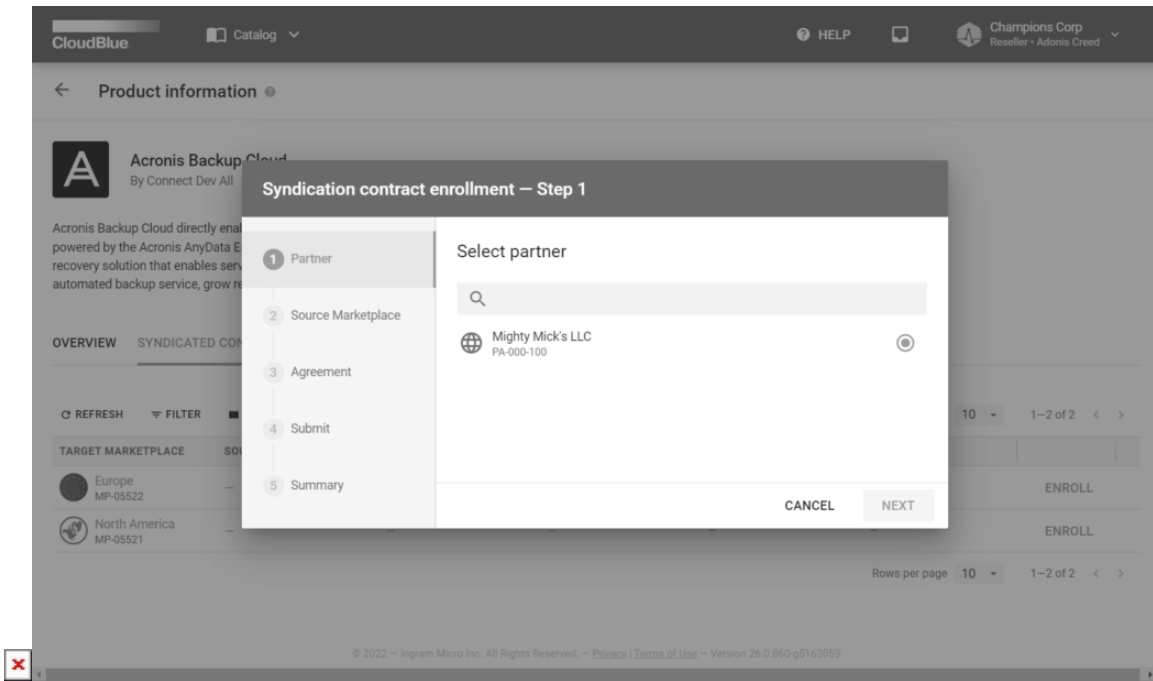 CloudBlue
Catalog
HELP
Champions Corp
Reseller • Adonis Creed
Product information
Acronis Backup Cloud
By Connect Dev All
Acronis Backup Cloud directly
powered by the Acronis AnyData
recovery solution that enables
automated backup service, grow
OVERVIEW SYNDICATED
REFRESH FILTER 10 1–2 of 2
TARGET MARKETPLACE
Europe
MP-05522
— ENROLL
North America
MP-05521
— — — — — ENROLL
Rows per page 10 1–2 of 2
Syndication contract enrollment — Step 1
1 Partner
2 Source Marketplace
3 Agreement
4 Submit
5 Summary
Select partner
Mighty Mick's LLC
PA-000-100
CANCEL NEXT
© 2022 – Ingram Micro Inc. All Rights Reserved. – Privacy | Terms of Use – Version 26.0.860-g5163059